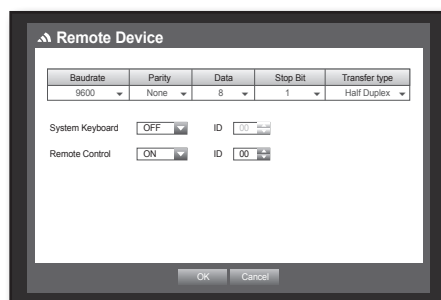 Remote Device
Baudrate Parity Data Stop Bit Transfer type
9600 None 8 1 Half Duplex
System Keyboard OFF ID 00
Remote Control ON ID 00
OK Cancel